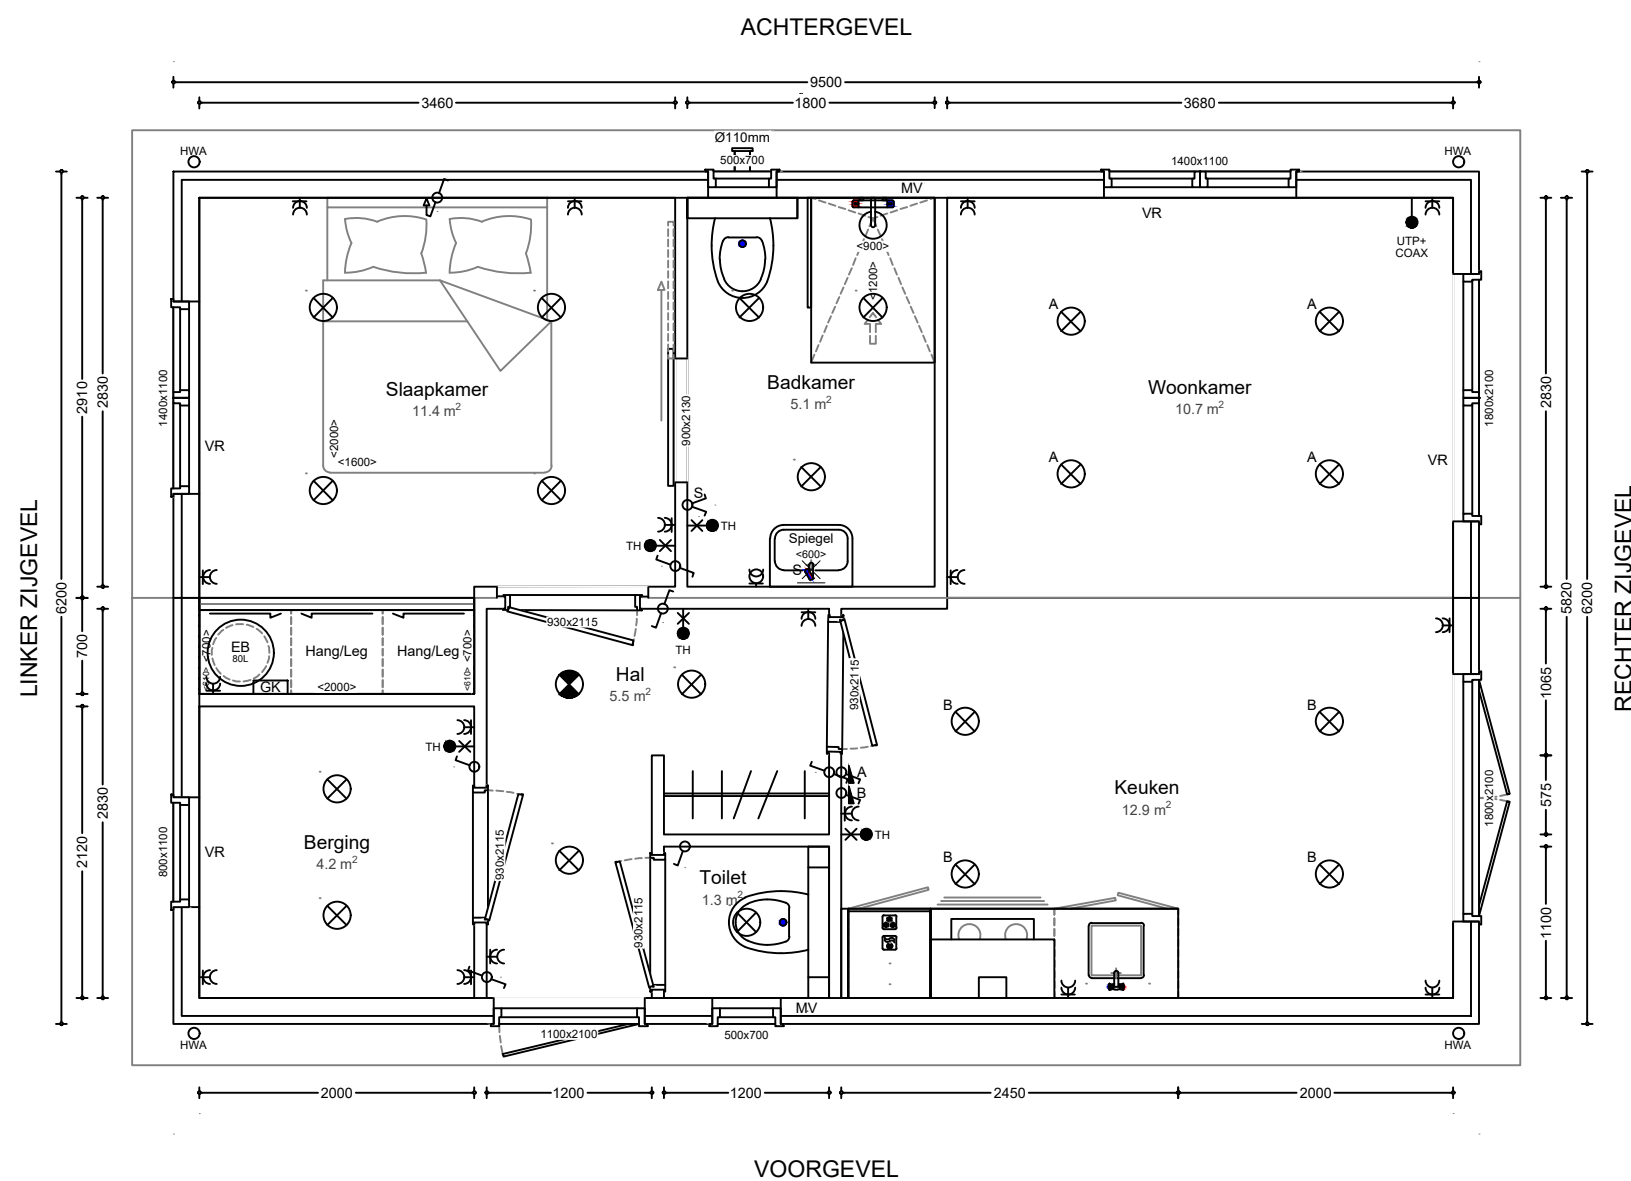 ACHTERGEVEL
9500
3460
1800
3680
Ø110mm
500x700
1400x1100
HWA
HWA
MV
VR
UTP+
COAX
<900>
<1200>
A
A
Slaapkamer
11.4 m²
Badkamer
5.1 m²
Woonkamer
10.7 m²
1400x1100
VR
<2000>
<1600>
900x2130
A
A
VR
1800x2100
2910
2830
2830
LINKER ZIJGEVEL
6200
RECHTER ZIJGEVEL
6200
5820
S
TH
TH
Spiegel
<600>
S
930x2115
TH
700
<700>
<610>
EB
80L
GK
Hang/Leg
<2000>
Hang/Leg
<700>
<610>
Hal
5.5 m²
930x2115
1065
B
B
TH
A
B
TH
Keuken
12.9 m²
1800x2100
575
2830
2120
800x1100
VR
Berging
4.2 m²
930x2115
930x2115
Toilet
1.3 m²
B
B
1100
MV
1100x2100
500x700
HWA
HWA
2000
1200
1200
2450
2000
VOORGEVEL